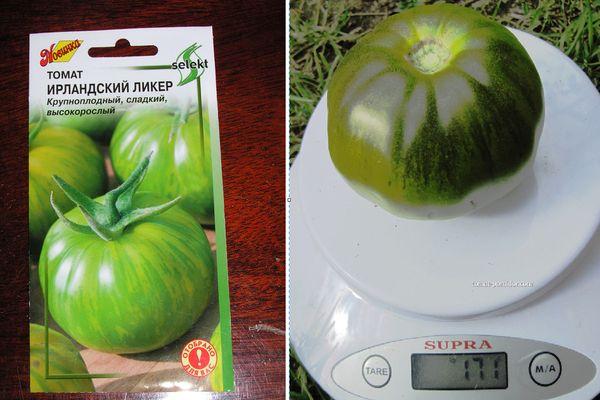 Новинка
selekt
ТОМАТ
ИРЛАНДСКИЙ ЛИКЕР
Крупноплодный, сладкий,
высокорослый
ОТОБРАНО
ДЛЯ ВАС
SUPRA
TARE
171
M/A